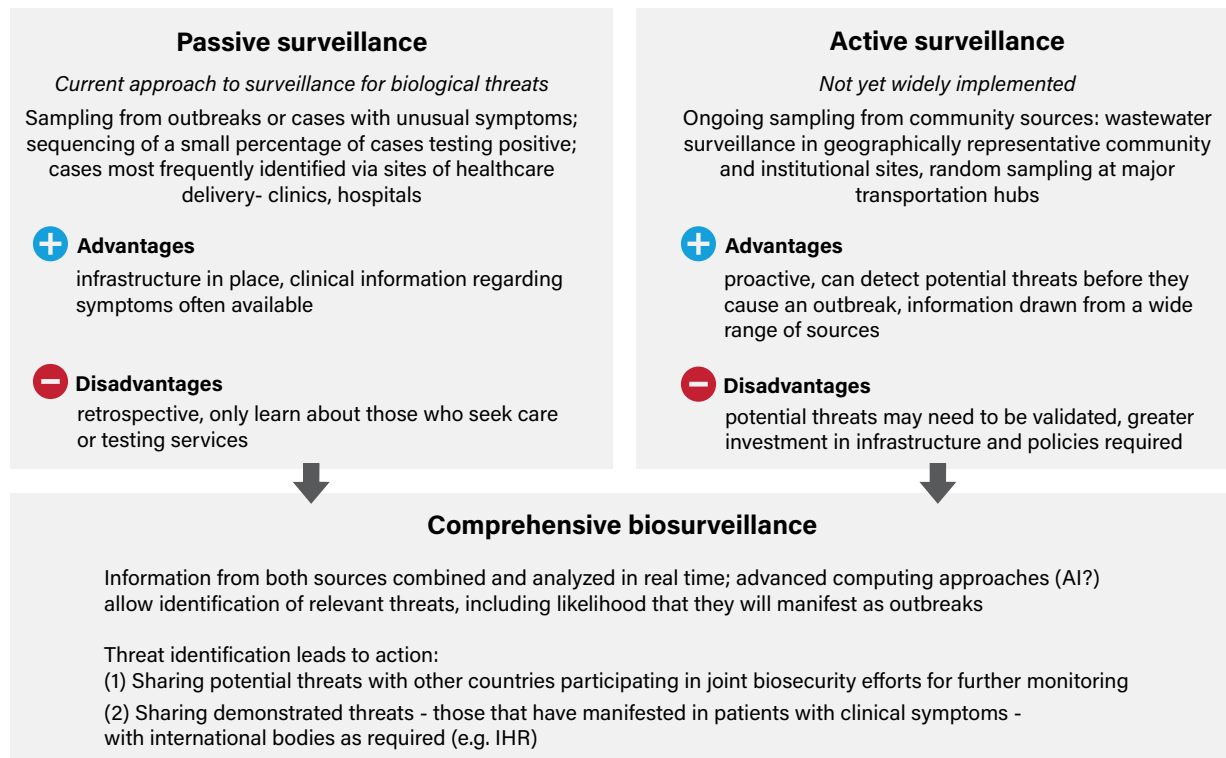 Passive surveillance
Current approach to surveillance for biological threats
Sampling from outbreaks or cases with unusual symptoms;
sequencing of a small percentage of cases testing positive;
cases most frequently identified via sites of healthcare
delivery- clinics, hospitals
Advantages
infrastructure in place, clinical information regarding
symptoms often available
Disadvantages
retrospective, only learn about those who seek care
or testing services
Active surveillance
Not yet widely implemented
Ongoing sampling from community sources: wastewater
surveillance in geographically representative community
and institutional sites, random sampling at major
transportation hubs
Advantages
proactive, can detect potential threats before they
cause an outbreak, information drawn from a wide
range of sources
Disadvantages
potential threats may need to be validated, greater
investment in infrastructure and policies required
Comprehensive biosurveillance
Information from both sources combined and analyzed in real time; advanced computing approaches (AI?)
allow identification of relevant threats, including likelihood that they will manifest as outbreaks
Threat identification leads to action:
(1) Sharing potential threats with other countries participating in joint biosecurity efforts for further monitoring
(2) Sharing demonstrated threats - those that have manifested in patients with clinical symptoms -
with international bodies as required (e.g. IHR)